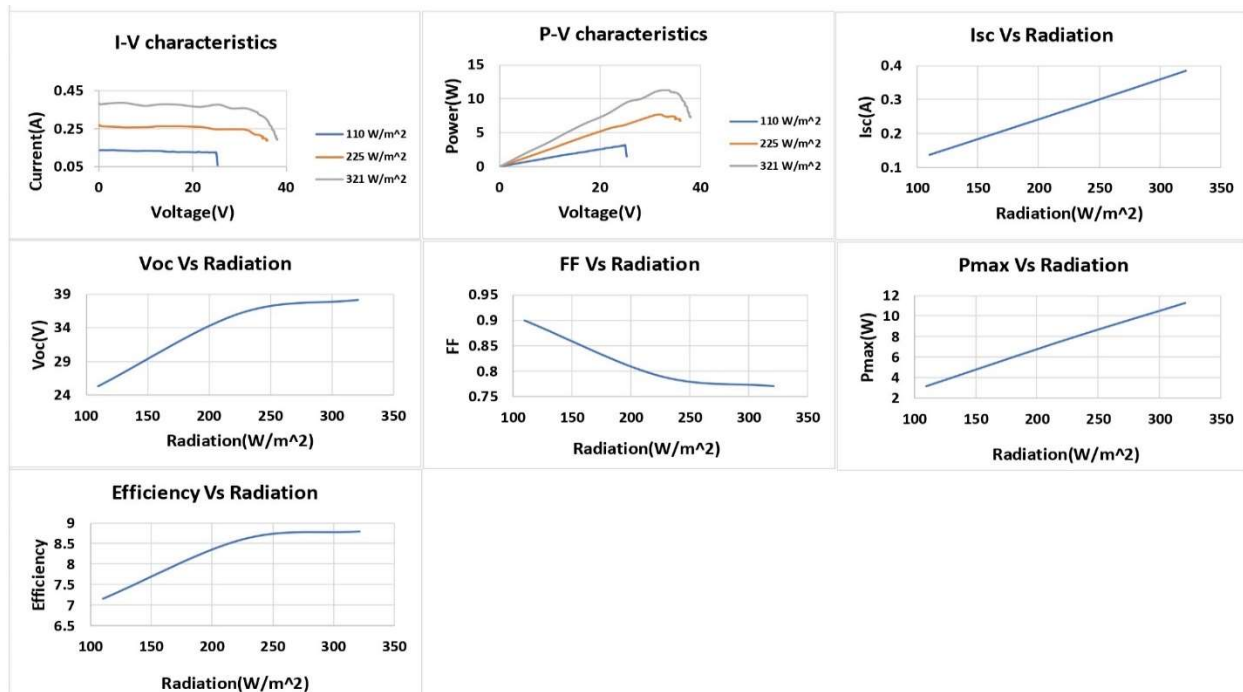 I-V characteristics
Current(A)
0.45
0.25
0.05
0 20 40
Voltage(V)
110 W/m^2
225 W/m^2
321 W/m^2
P-V characteristics
Power(W)
15
10
5
0
0 20 40
Voltage(V)
110 W/m^2
225 W/m^2
321 W/m^2
Isc Vs Radiation
Isc(A)
0.4
0.3
0.2
0.1
100 150 200 250 300 350
Radiation(W/m^2)
Voc Vs Radiation
Voc(V)
39
34
29
24
100 150 200 250 300 350
Radiation(W/m^2)
FF Vs Radiation
FF
0.95
0.9
0.85
0.8
0.75
100 150 200 250 300 350
Radiation(W/m^2)
Pmax Vs Radiation
Pmax(W)
12
10
8
6
4
2
100 150 200 250 300 350
Radiation(W/m^2)
Efficiency Vs Radiation
Efficiency
9
8.5
8
7.5
7
6.5
100 150 200 250 300 350
Radiation(W/m^2)